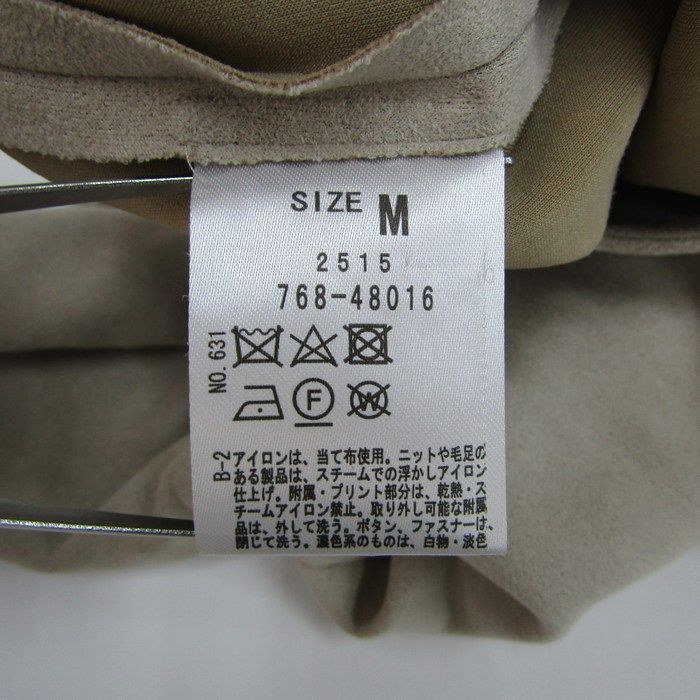 SIZE M
2515
768-48016
NO.631
F
W
B-2
アイロンは、当て布使用。ニットや毛足の
ある製品は、スチームでの浮かしアイロン
仕上げ。附属・プリント部分は、乾熱・ス
チームアイロン禁止。取り外し可能な附属
品は、外して洗う。ボタン、ファスナーは、
閉じて洗う。濃色系のものは、白物・淡色